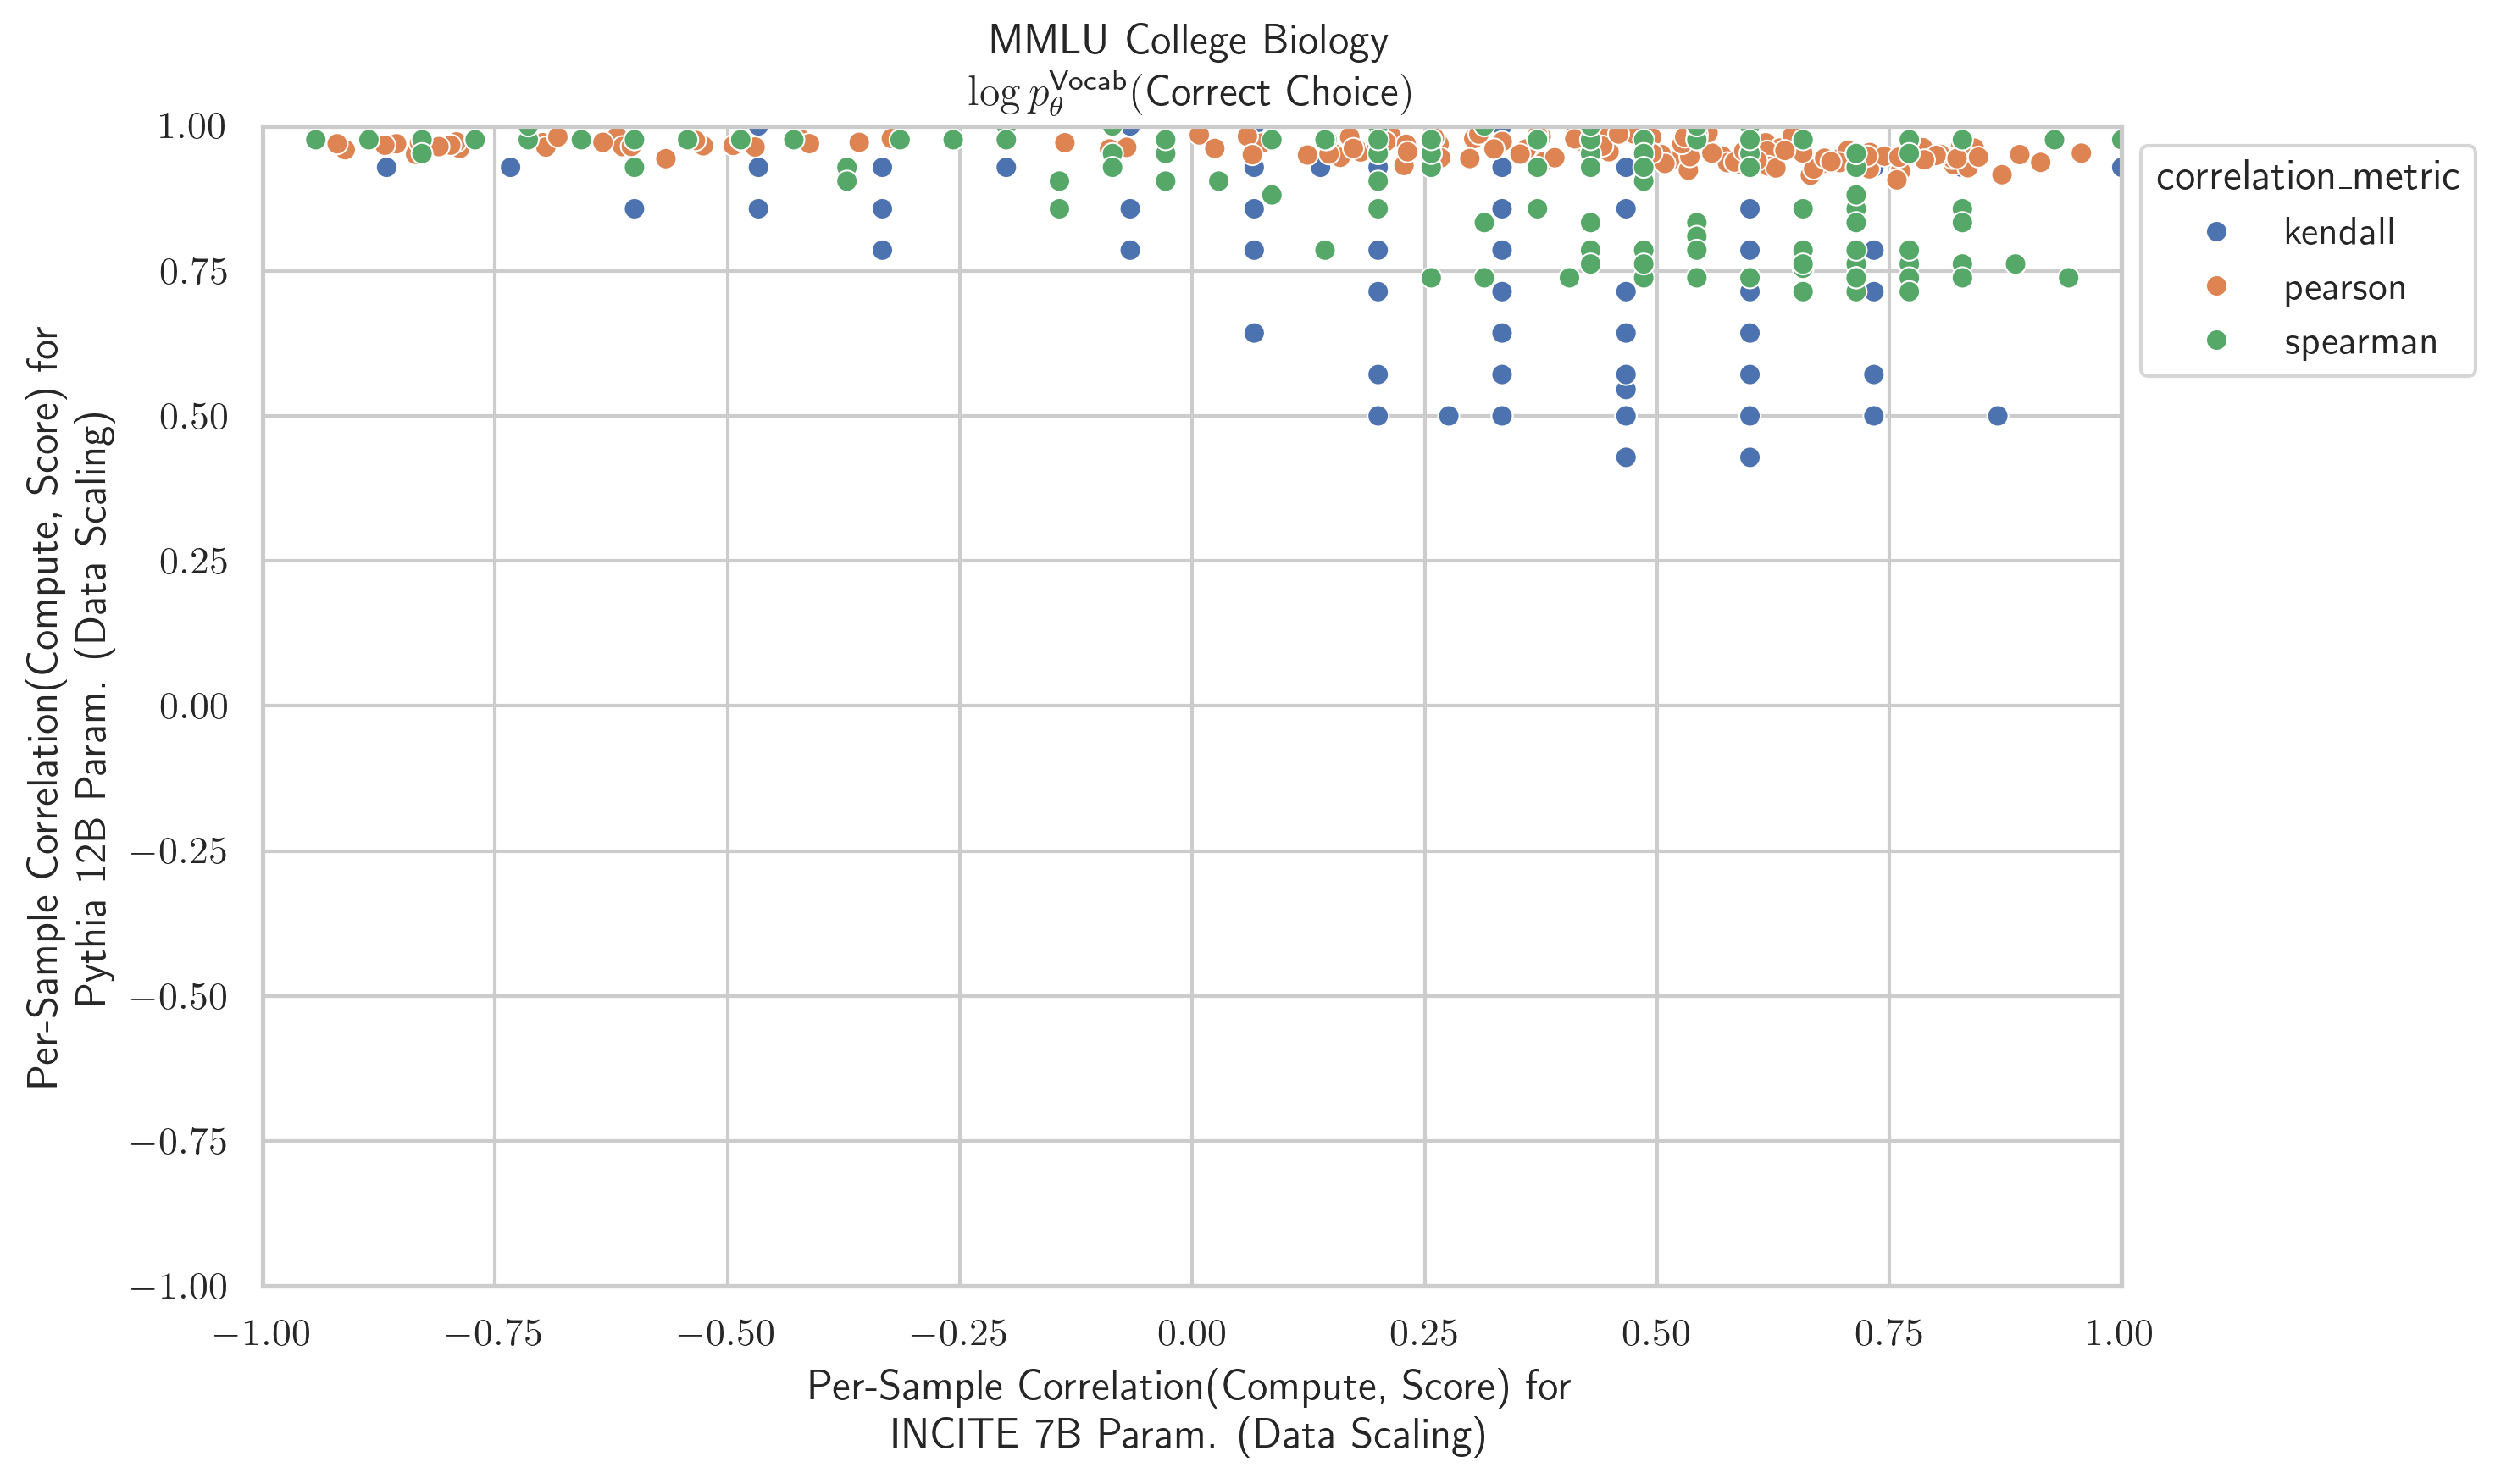 MMLU College Biology
log p_θ^Vocab(Correct Choice)
1.00
0.75
0.50
0.25
0.00
−0.25
−0.50
−0.75
−1.00
Per-Sample Correlation(Compute, Score) for
Pythia 12B Param. (Data Scaling)
correlation_metric
kendall
pearson
spearman
−1.00 −0.75 −0.50 −0.25 0.00 0.25 0.50 0.75 1.00
Per-Sample Correlation(Compute, Score) for
INCITE 7B Param. (Data Scaling)